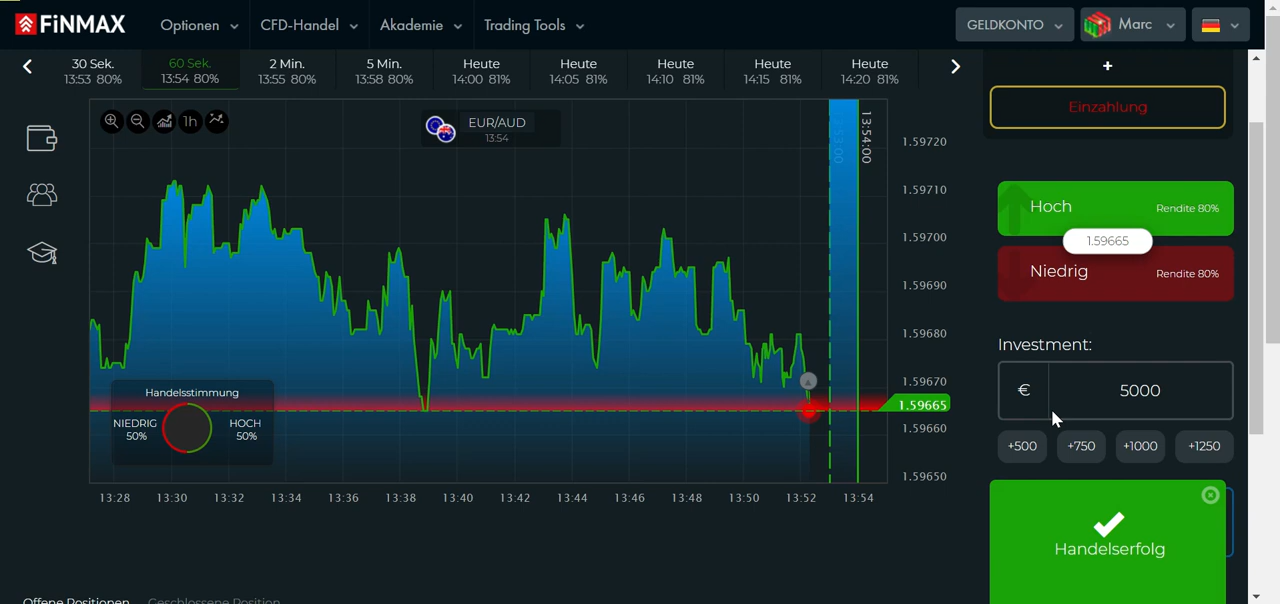 FiNMAX
Optionen
CFD-Handel
Akademie
Trading Tools
GELDKONTO
Marc
30 Sek.
13:53 80%
60 Sek.
13:54 80%
2 Min.
13:55 80%
5 Min.
13:58 80%
Heute
14:00 81%
Heute
14:05 81%
Heute
14:10 81%
Heute
14:15 81%
Heute
14:20 81%
+
Einzahlung
1h
EUR/AUD
13:54
13:53:00
13:54:00
1.59720
1.59710
1.59700
1.59690
1.59680
1.59670
1.59665
1.59660
1.59650
Handelsstimmung
NIEDRIG
50%
HOCH
50%
13:28
13:30
13:32
13:34
13:36
13:38
13:40
13:42
13:44
13:46
13:48
13:50
13:52
13:54
Hoch
Rendite 80%
1.59665
Niedrig
Rendite 80%
Investment:
€
5000
+500
+750
+1000
+1250
Handelserfolg
Offene Positionen
Geschlossene Position